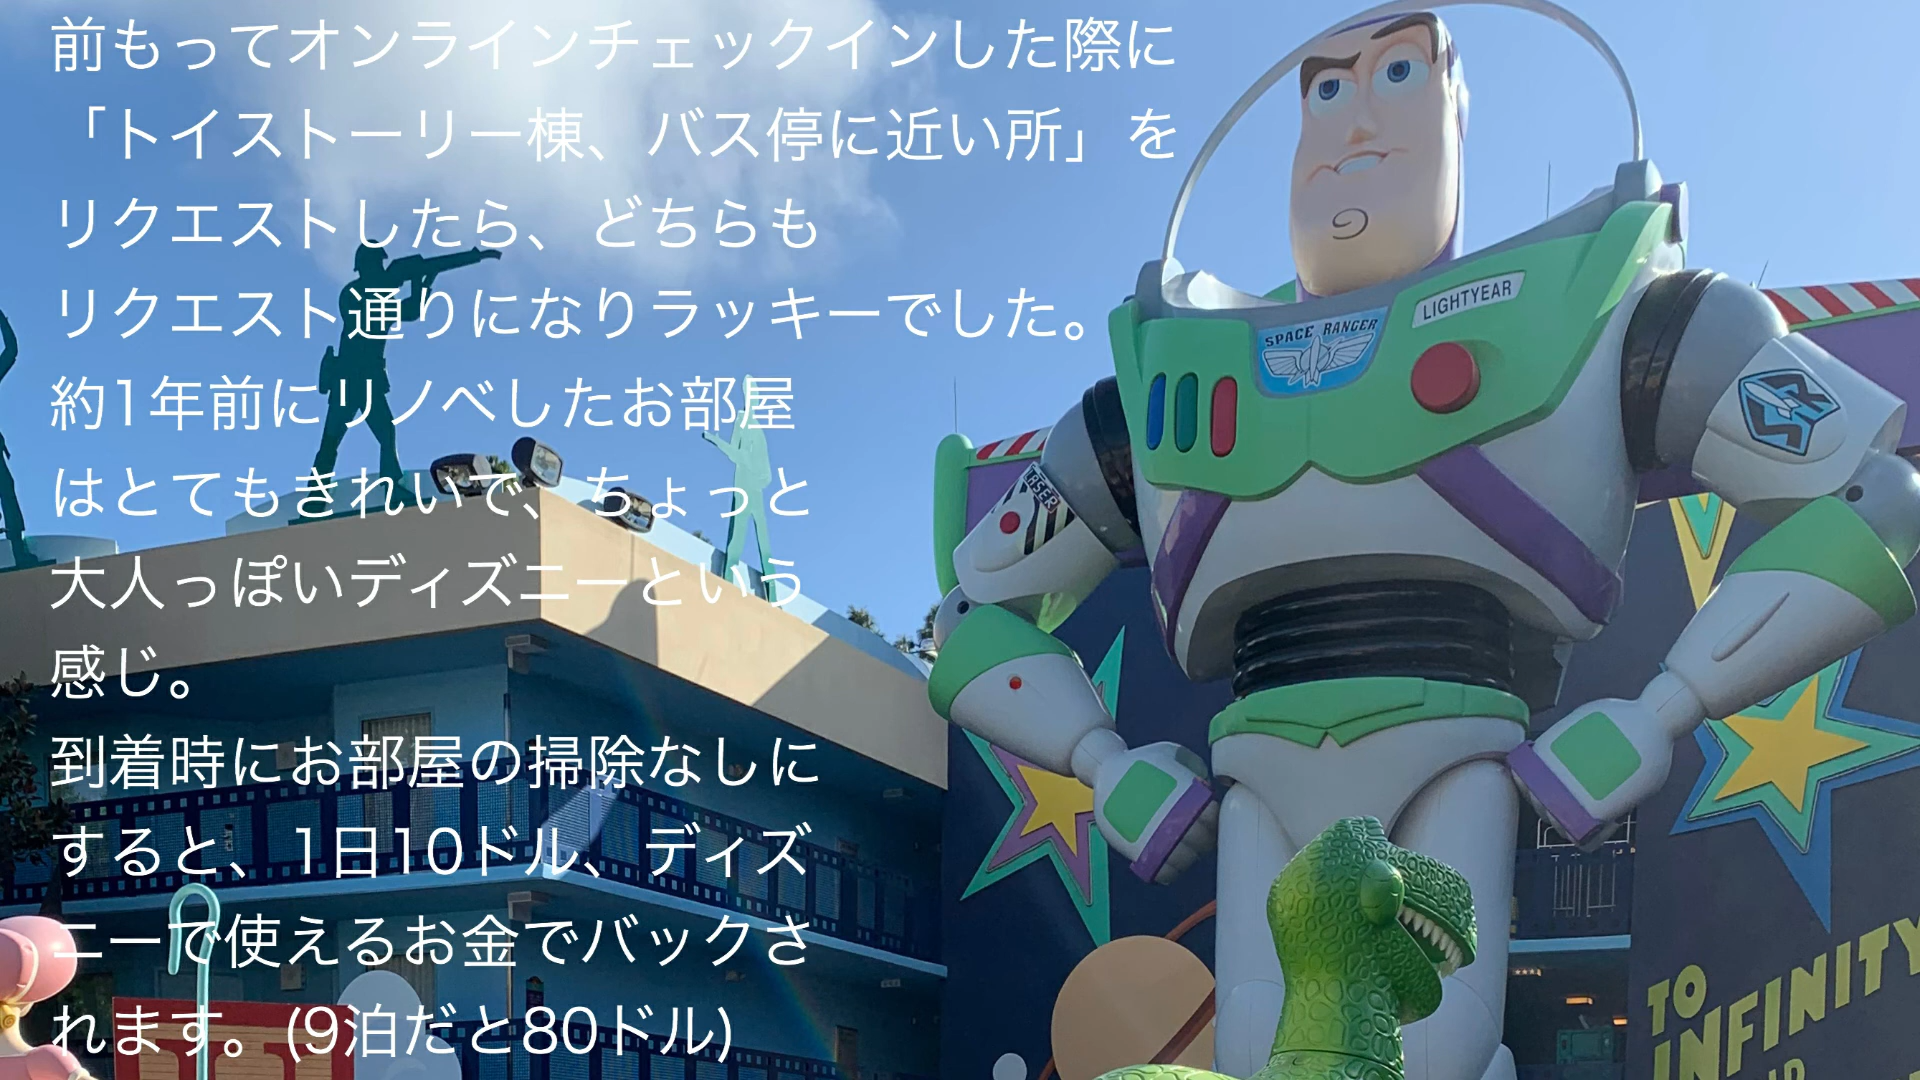 前もってオンラインチェックインした際に
「トイストーリー棟、バス停に近い所」を
リクエストしたら、どちらも
リクエスト通りになりラッキーでした。
約1年前にリノベしたお部屋
はとてもきれいで、ちょっと
大人っぽいディズニーという
感じ。
到着時にお部屋の掃除なしに
すると、1日10ドル、ディズ
ニーで使えるお金でバックさ
れます。(9泊だと80ドル)
LIGHTYEAR
SPACE RANGER
LASER
SR
TO
INFINITY